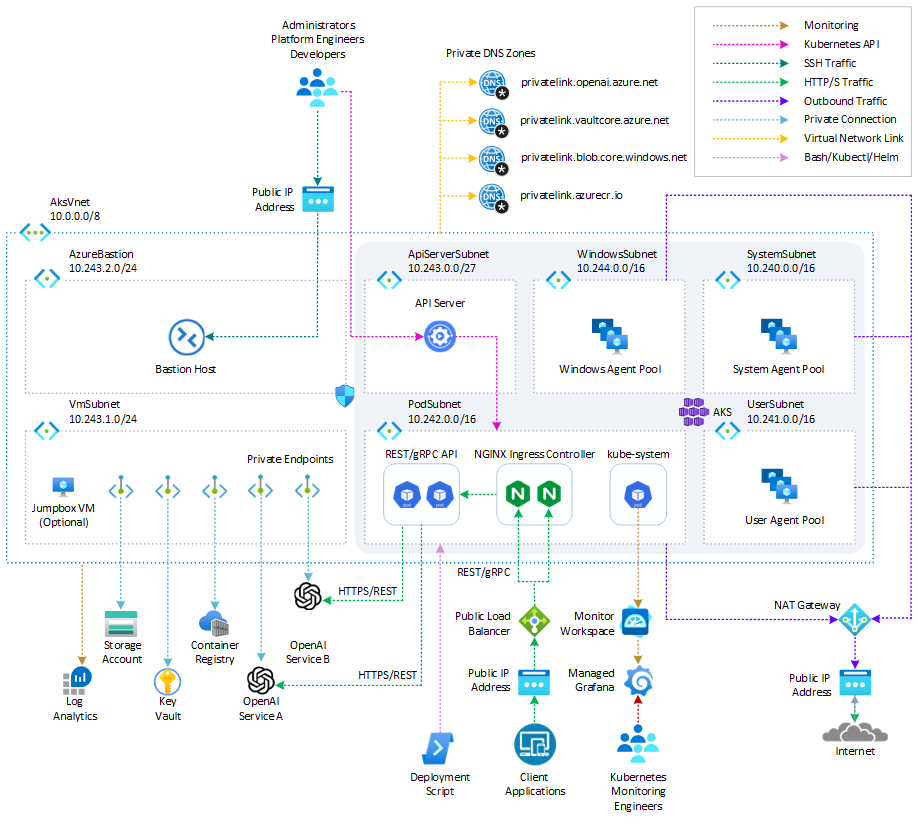 Administrators
Platform Engineers
Developers
Private DNS Zones
DNS
privatelink.openai.azure.net
DNS
privatelink.vaultcore.azure.net
DNS
privatelink.blob.core.windows.net
DNS
privatelink.azurecr.io
Monitoring
Kubernetes API
SSH Traffic
HTTP/S Traffic
Outbound Traffic
Private Connection
Virtual Network Link
Bash/Kubectl/Helm
Public IP
Address
AksVnet
10.0.0.0/8
AzureBastion
10.243.2.0/24
Bastion Host
ApiServerSubnet
10.243.0.0/27
API Server
WindowsSubnet
10.244.0.0/16
Windows Agent Pool
SystemSubnet
10.240.0.0/16
System Agent Pool
VmSubnet
10.243.1.0/24
Private Endpoints
Jumpbox VM
(Optional)
PodSubnet
10.242.0.0/16
REST/gRPC API
pod
pod
NGINX Ingress Controller
N
N
kube-system
pod
AKS
UserSubnet
10.241.0.0/16
User Agent Pool
HTTPS/REST
REST/gRPC
HTTPS/REST
Storage
Account
Container
Registry
OpenAI
Service B
Log
Analytics
Key
Vault
OpenAI
Service A
Public Load
Balancer
Public IP
Address
Monitor
Workspace
Managed
Grafana
NAT Gateway
Public IP
Address
Internet
Deployment
Script
Client
Applications
Kubernetes
Monitoring
Engineers